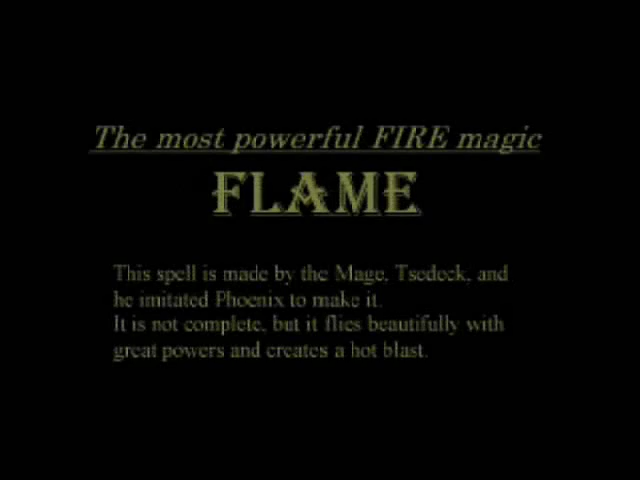 The most powerful FIRE magic
FLAME
This spell is made by the Mage, Tsedeck, and
he imitated Phoenix to make it.
It is not complete, but it flies beautifully with
great powers and creates a hot blast.